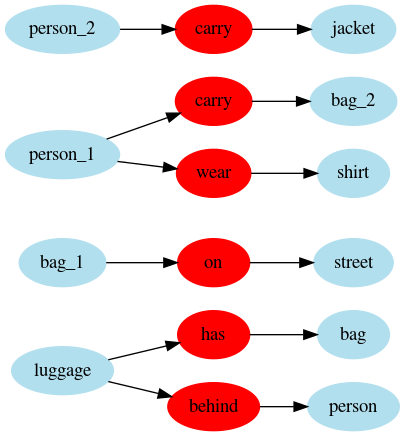 person_2 carry jacket
carry bag_2
person_1
wear shirt
bag_1 on street
has bag
luggage
behind person